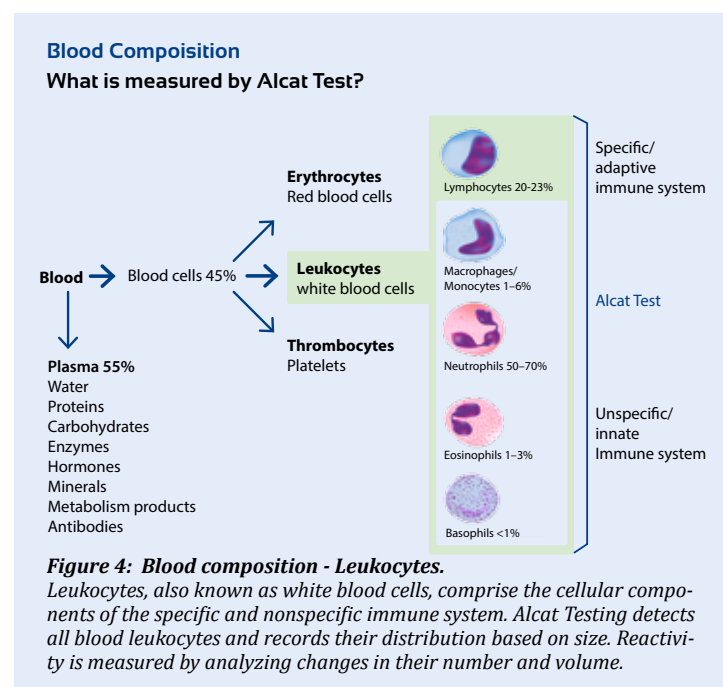 Blood Compoisition
What is measured by Alcat Test?
Erythrocytes
Red blood cells
Blood
Blood cells 45%
Leukocytes
white blood cells
Thrombocytes
Platelets
Plasma 55%
Water
Proteins
Carbohydrates
Enzymes
Hormones
Minerals
Metabolism products
Antibodies
Lymphocytes 20-23%
Macrophages/
Monocytes 1–6%
Neutrophils 50–70%
Eosinophils 1–3%
Basophils <1%
Specific/
adaptive
immune system
Alcat Test
Unspecific/
innate
Immune system
Figure 4: Blood composition - Leukocytes.
Leukocytes, also known as white blood cells, comprise the cellular compo-
nents of the specific and nonspecific immune system. Alcat Testing detects
all blood leukocytes and records their distribution based on size. Reactivi-
ty is measured by analyzing changes in their number and volume.